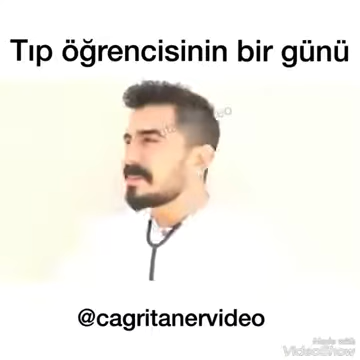 Tıp öğrencisinin bir günü
@cagritanervideo
Made with
VideoShow